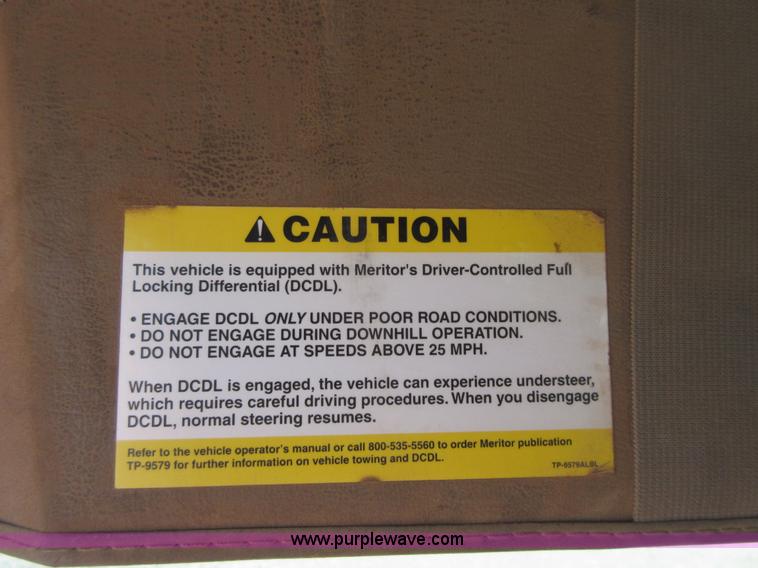 CAUTION
This vehicle is equipped with Meritor's Driver-Controlled Full
Locking Differential (DCDL).
• ENGAGE DCDL ONLY UNDER POOR ROAD CONDITIONS.
• DO NOT ENGAGE DURING DOWNHILL OPERATION.
• DO NOT ENGAGE AT SPEEDS ABOVE 25 MPH.
When DCDL is engaged, the vehicle can experience understeer,
which requires careful driving procedures. When you disengage
DCDL, normal steering resumes.
Refer to the vehicle operator's manual or call 800-535-5560 to order Meritor publication
TP-9579 for further information on vehicle towing and DCDL.
TP-9579ALBL
www.purplewave.com